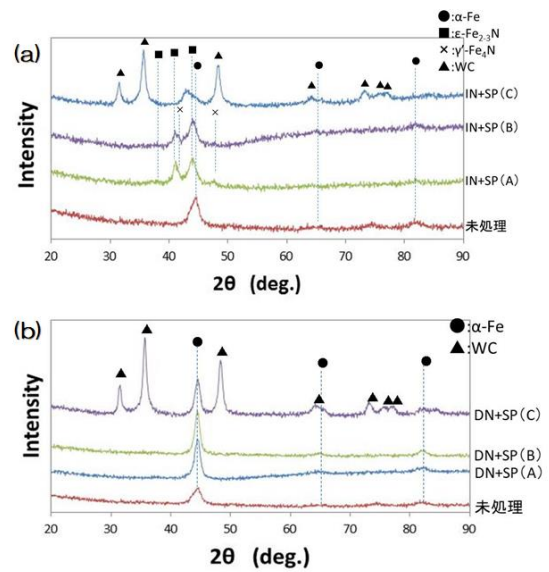 (a)
●:α-Fe
■:ε-Fe2-3N
×:γ'-Fe4N
▲:WC
Intensity
IN+SP(C)
IN+SP(B)
IN+SP(A)
未処理
20 30 40 50 60 70 80 90
2θ (deg.)
(b)
●:α-Fe
▲:WC
Intensity
DN+SP(C)
DN+SP(B)
DN+SP(A)
未処理
20 30 40 50 60 70 80 90
2θ (deg.)